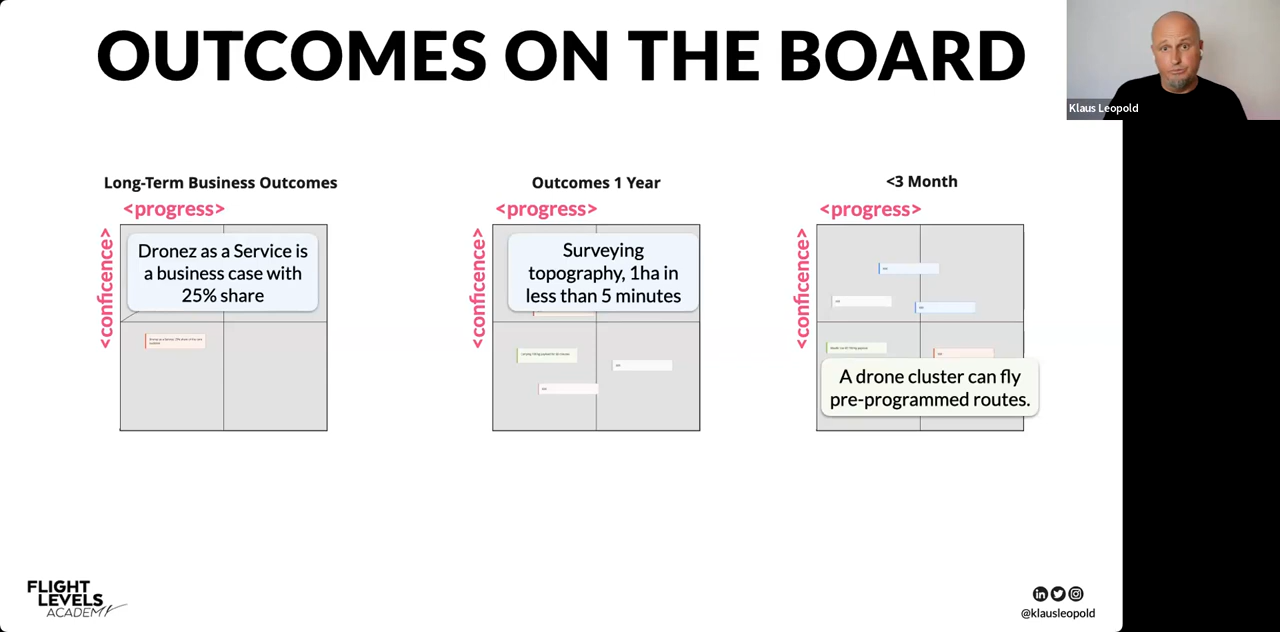 OUTCOMES ON THE BOARD
Klaus Leopold
Long-Term Business Outcomes
<progress>
<conficence>
Dronez as a Service is
a business case with
25% share
Outcomes 1 Year
<progress>
<conficence>
Surveying
topography, 1ha in
less than 5 minutes
<3 Month
<progress>
<conficence>
A drone cluster can fly
pre-programmed routes.
FLIGHT
LEVELS
ACADEMY
@klausleopold